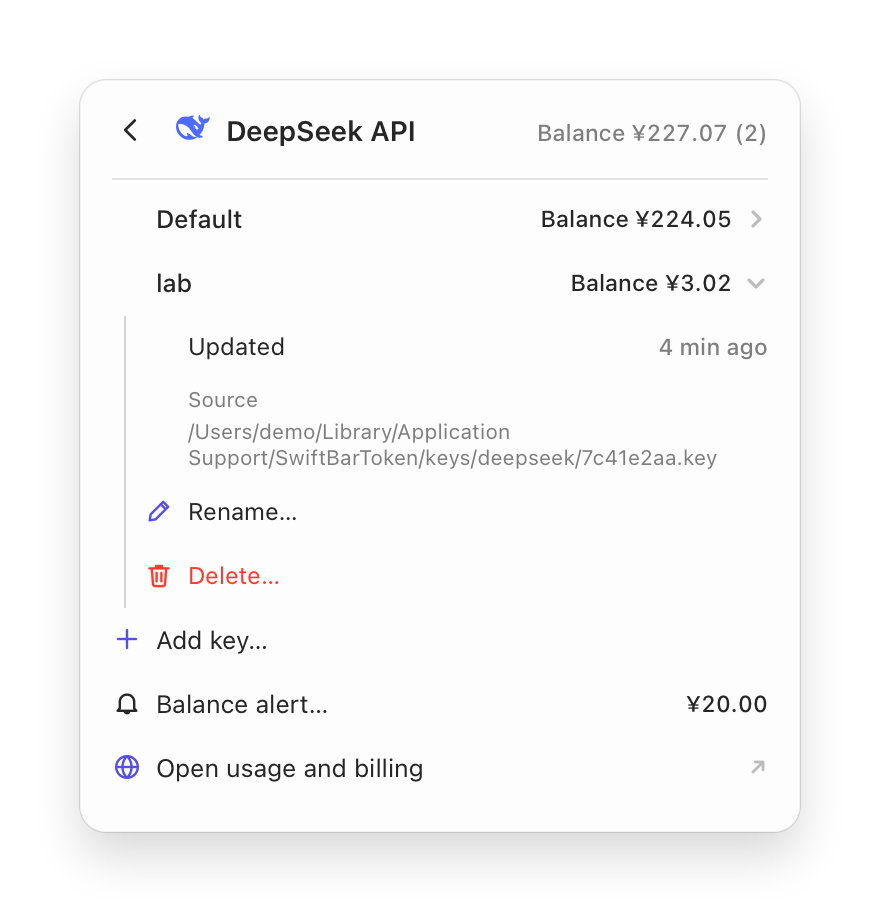 DeepSeek API
Balance ¥227.07 (2)
Default
Balance ¥224.05
lab
Balance ¥3.02
Updated
4 min ago
Source
/Users/demo/Library/Application
Support/SwiftBarToken/keys/deepseek/7c41e2aa.key
Rename...
Delete...
Add key...
Balance alert...
¥20.00
Open usage and billing